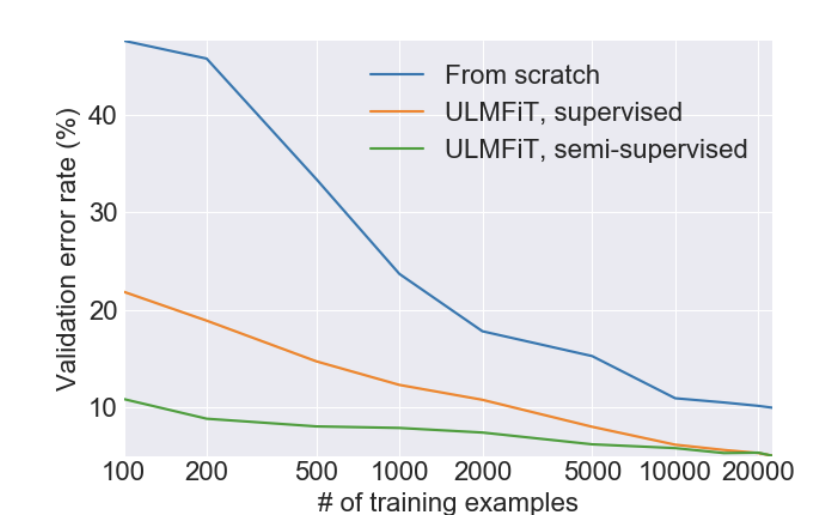 From scratch
ULMFiT, supervised
ULMFiT, semi-supervised
Validation error rate (%)
40
30
20
10
100 200 500 1000 2000 5000 10000 20000
# of training examples